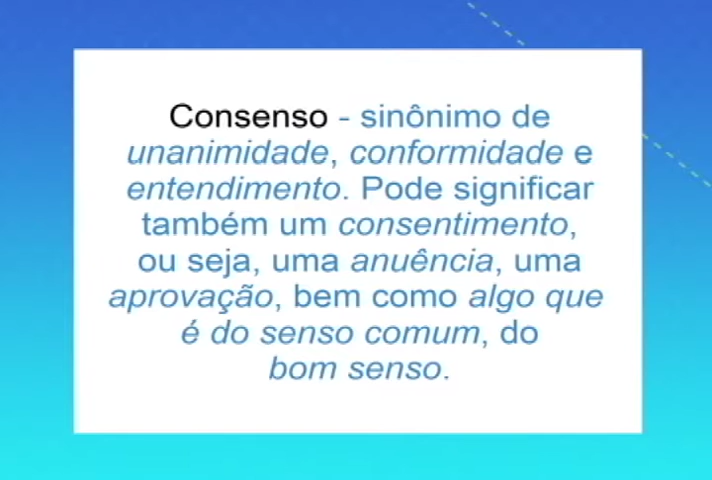 Consenso - sinônimo de
unanimidade, conformidade e
entendimento. Pode significar
também um consentimento,
ou seja, uma anuência, uma
aprovação, bem como algo que
é do senso comum, do
bom senso.